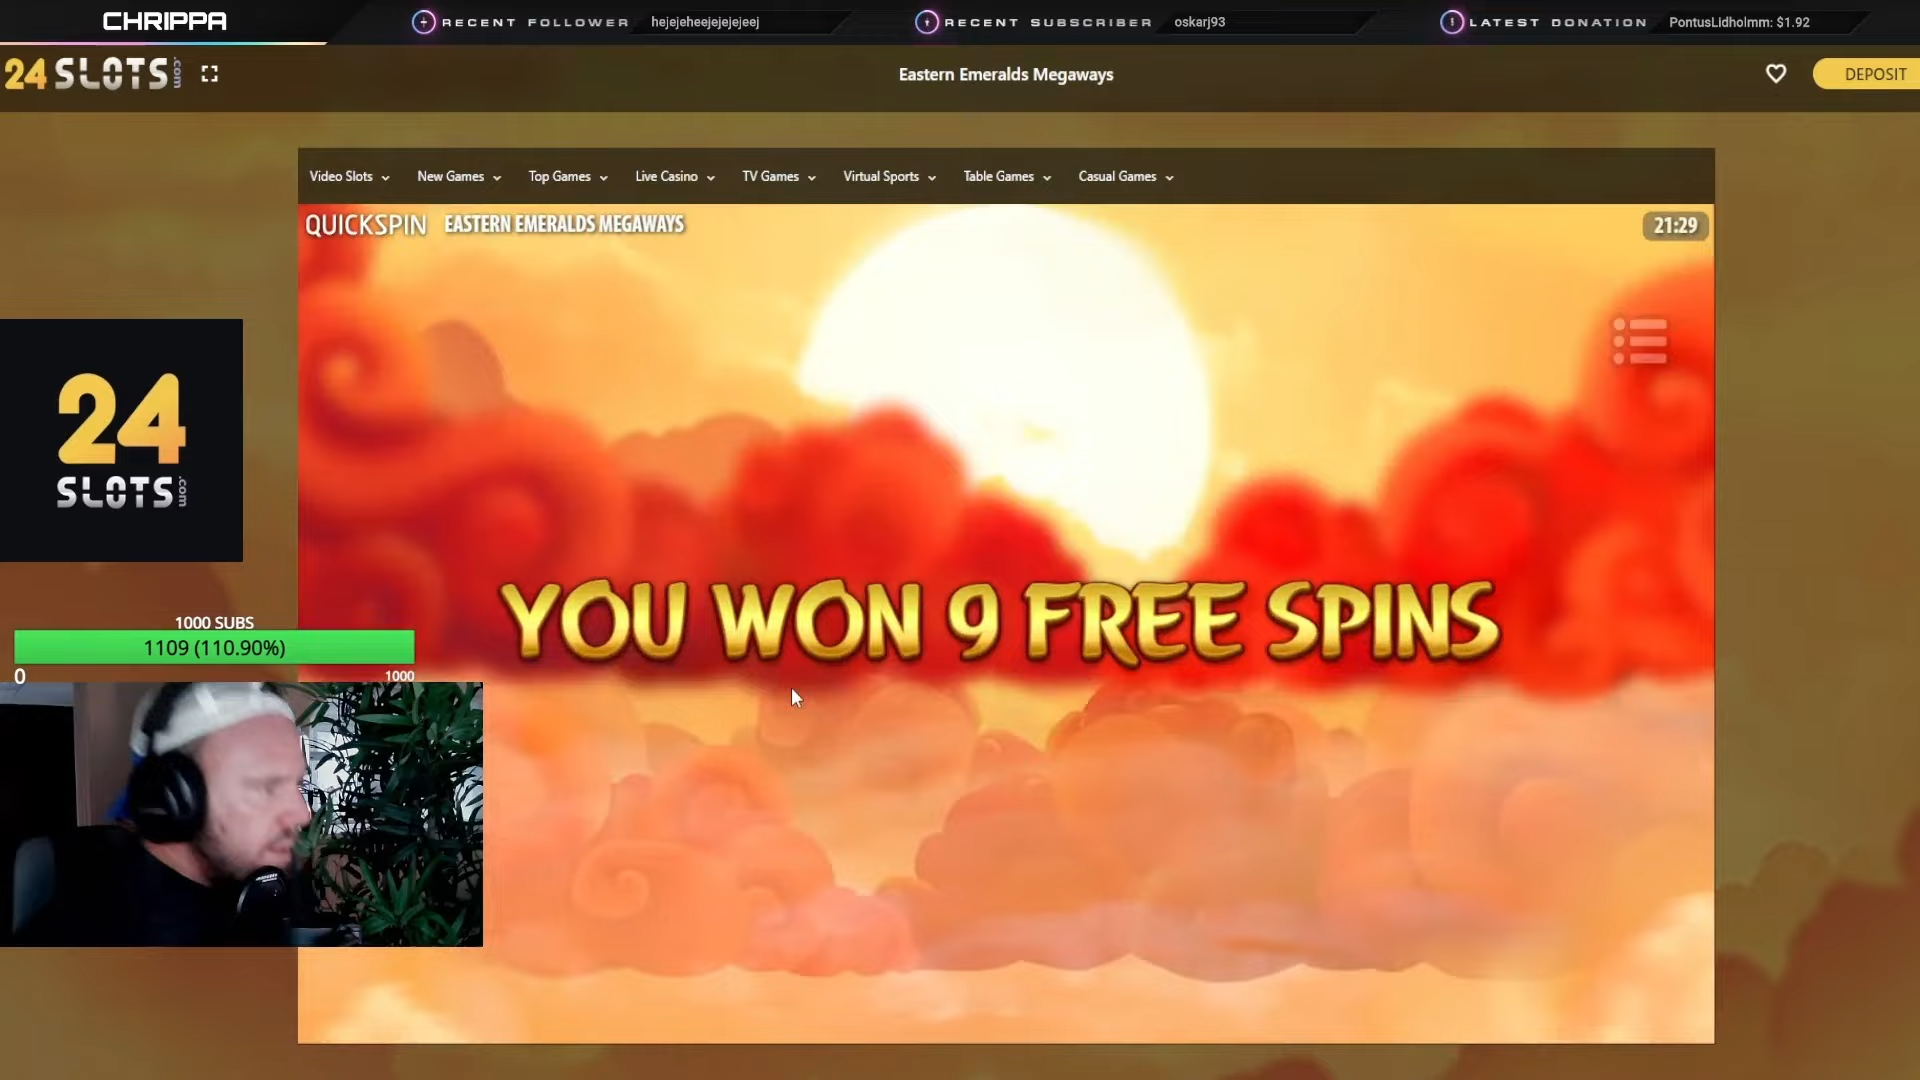 CHRIPPA
RECENT FOLLOWER hejejeheejejejejeej
RECENT SUBSCRIBER oskarj93
LATEST DONATION PontusLidholmm: $1.92
24 SLOTS.com
Eastern Emeralds Megaways
DEPOSIT
Video Slots New Games Top Games Live Casino TV Games Virtual Sports Table Games Casual Games
QUICKSPIN EASTERN EMERALDS MEGAWAYS
21:29
24
SLOTS.com
YOU WON 9 FREE SPINS
1000 SUBS
1109 (110.90%)
0 1000